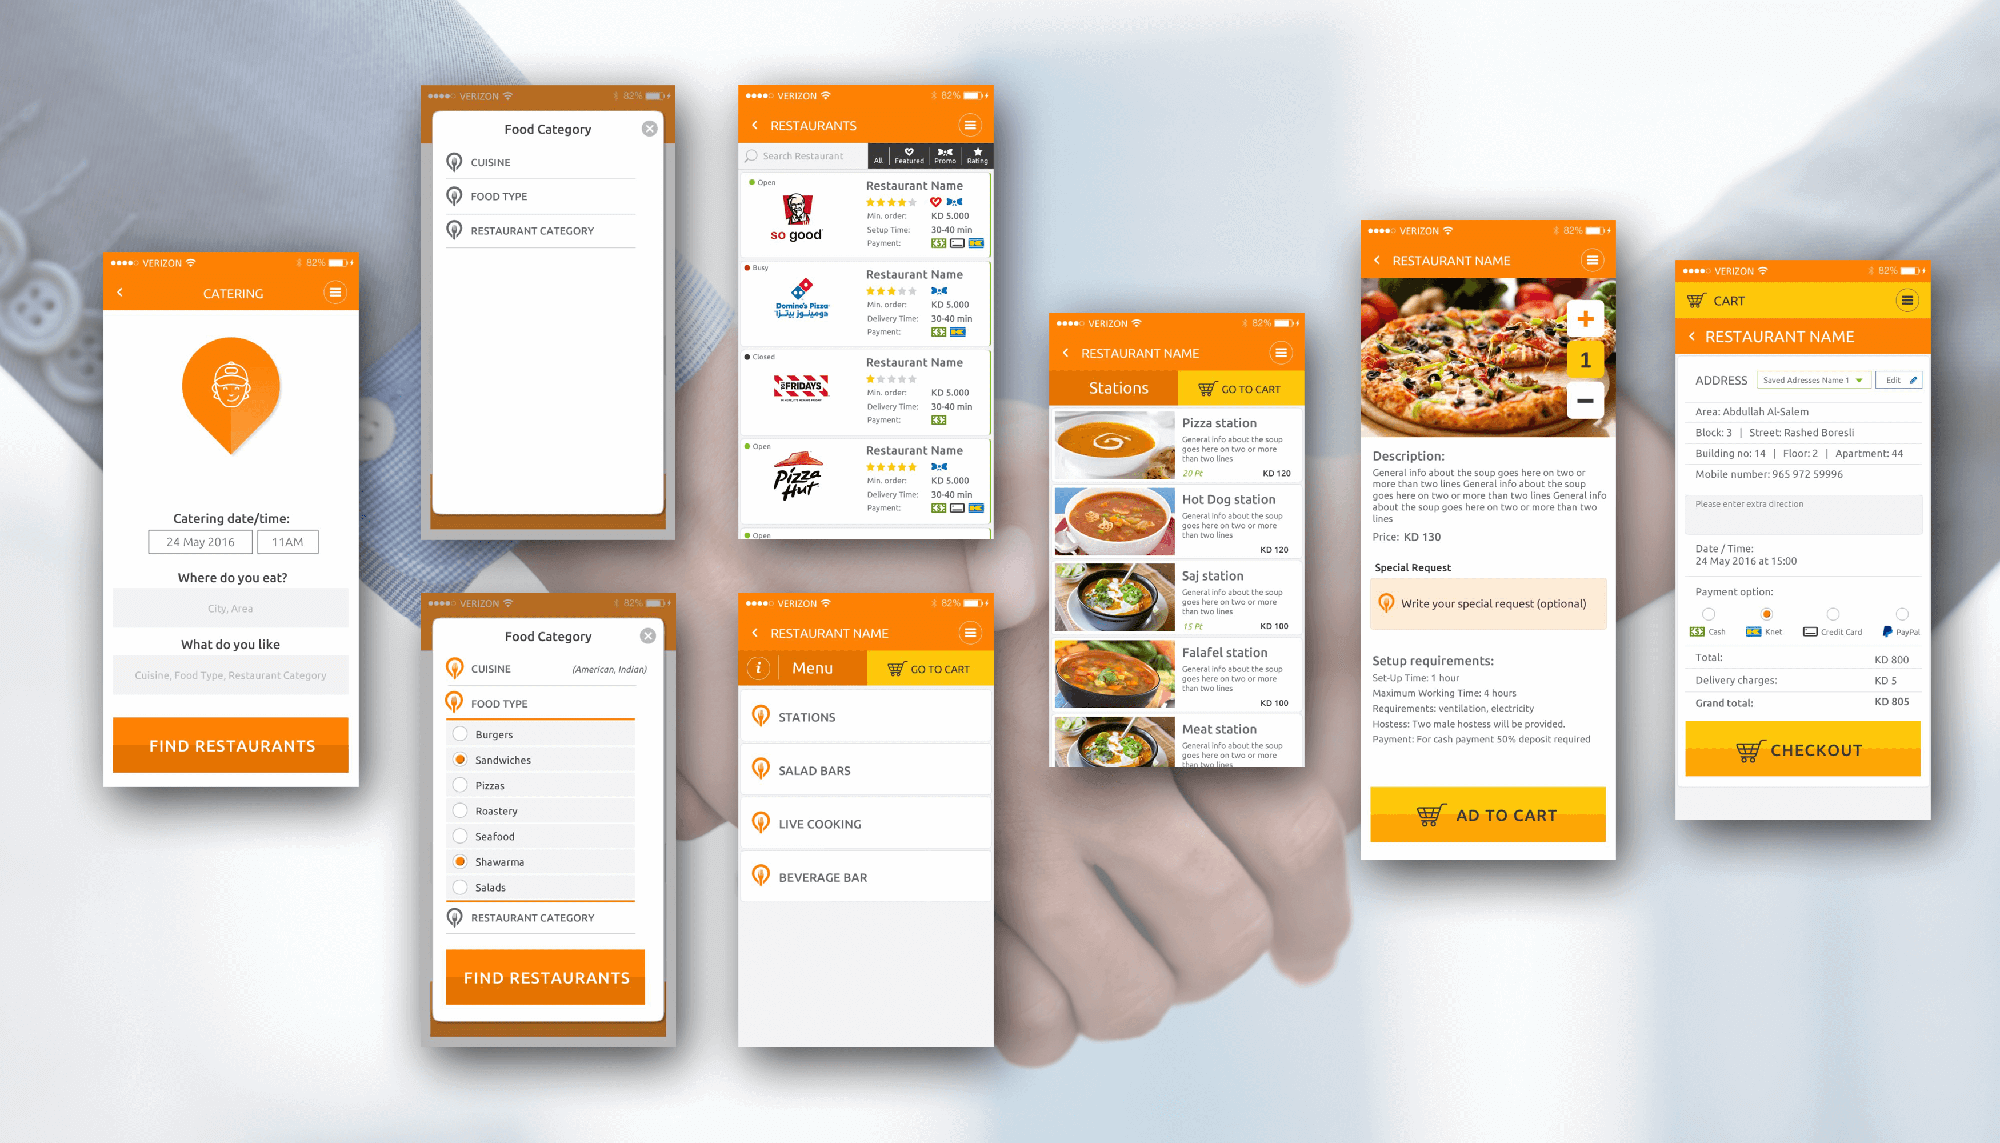 VERIZON 82%
CATERING
Catering date/time:
24 May 2016 11AM
Where do you eat?
City, Area
What do you like
Cuisine, Food Type, Restaurant Category
FIND RESTAURANTS
VERIZON 82%
Food Category
CUISINE
FOOD TYPE
RESTAURANT CATEGORY
VERIZON 82%
Food Category
CUISINE (American, Indian)
FOOD TYPE
Burgers
Sandwiches
Pizzas
Roastery
Seafood
Shawarma
Salads
RESTAURANT CATEGORY
FIND RESTAURANTS
VERIZON 82%
RESTAURANTS
Search Restaurant All Featured Promo Rating
Open
so good
Restaurant Name
Min. order: KD 5.000
Setup Time: 30-40 min
Payment:
Busy
Domino's Pizza
دومينوز بيتزا
Restaurant Name
Min. order: KD 5.000
Delivery Time: 30-40 min
Payment:
Closed
FRIDAYS
Restaurant Name
Min. order: KD 5.000
Delivery Time: 30-40 min
Payment:
Open
Pizza
Hut
Restaurant Name
Min. order: KD 5.000
Delivery Time: 30-40 min
Payment:
Open
VERIZON 82%
RESTAURANT NAME
i Menu GO TO CART
STATIONS
SALAD BARS
LIVE COOKING
BEVERAGE BAR
VERIZON 82%
RESTAURANT NAME
Stations GO TO CART
Pizza station
General info about the soup
goes here on two or more
than two lines
20 Pt KD 120
Hot Dog station
General info about the soup
goes here on two or more
than two lines
KD 120
Saj station
General info about the soup
goes here on two or more
than two lines
15 Pt KD 100
Falafel station
General info about the soup
goes here on two or more
than two lines
KD 100
Meat station
General info about the soup
goes here on two or more
than two lines
VERIZON 82%
RESTAURANT NAME
+
1
−
Description:
General info about the soup goes here on two or
more than two lines General info about the soup
goes here on two or more than two lines General info
about the soup goes here on two or more than two
lines
Price: KD 130
Special Request
Write your special request (optional)
Setup requirements:
Set-Up Time: 1 hour
Maximum Working Time: 4 hours
Requirements: ventilation, electricity
Hostess: Two male hostess will be provided.
Payment: For cash payment 50% deposit required
AD TO CART
VERIZON 82%
CART
RESTAURANT NAME
ADDRESS Saved Adresses Name 1 Edit
Area: Abdullah Al-Salem
Block: 3 | Street: Rashed Boresli
Building no: 14 | Floor: 2 | Apartment: 44
Mobile number: 965 972 59996
Please enter extra direction
Date / Time:
24 May 2016 at 15:00
Payment option:
Cash Knet Credit Card PayPal
Total: KD 800
Delivery charges: KD 5
Grand total: KD 805
CHECKOUT